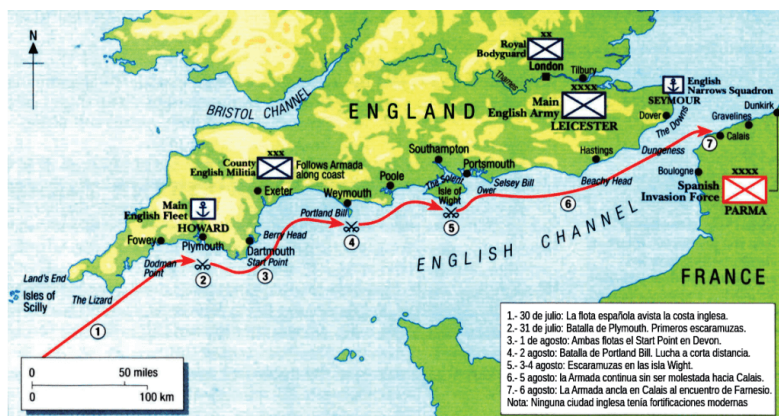 N
BRISTOL CHANNEL
ENGLAND
Royal
Bodyguard
xx
London
Thames
Tilbury
xxxx
Main
English Army
LEICESTER
English
Narrows Squadron
SEYMOUR
Dover
The Downs
Dunkirk
Gravelines
Calais
7
Dungeness
Hastings
Beachy Head
Boulogne
xxxx
Spanish
Invasion Force
PARMA
xxx
County
English Militia
Follows Armada
along coast
Exeter
Southampton
Portsmouth
The Solent
Isle of
Wight
Ower
Selsey Bill
Poole
Weymouth
Portland Bill
Main
English Fleet
HOWARD
Plymouth
Fowey
Dartmouth
Berry Head
Start Point
Dodman
Point
Land's End
Isles of
Scilly
The Lizard
1
2
3
4
5
6
ENGLISH CHANNEL
FRANCE
0 50 miles
0 100 km
1.- 30 de julio: La flota española avista la costa inglesa.
2.- 31 de julio: Batalla de Plymouth. Primeros escaramuzas.
3.- 1 de agosto: Ambas flotas el Start Point en Devon.
4.- 2 agosto: Batalla de Portland Bill. Lucha a corta distancia.
5.- 3-4 agosto: Escaramuzas en las isla Wight.
6.- 5 agosto: la Armada continua sin ser molestada hacia Calais.
7.- 6 agosto: la Armada ancla en Calais al encuentro de Farnesio.
Nota: Ninguna ciudad inglesa tenía fortificaciones modernas